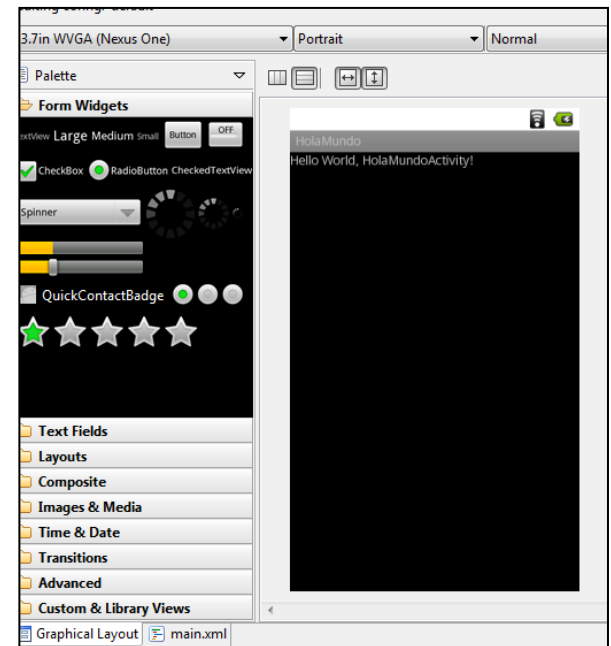 3.7in WVGA (Nexus One) Portrait Normal
Palette
Form Widgets
Large Medium Small Button OFF
CheckBox RadioButton CheckedTextView
Spinner
QuickContactBadge
Text Fields
Layouts
Composite
Images & Media
Time & Date
Transitions
Advanced
Custom & Library Views
HolaMundo
Hello World, HolaMundoActivity!
Graphical Layout main.xml